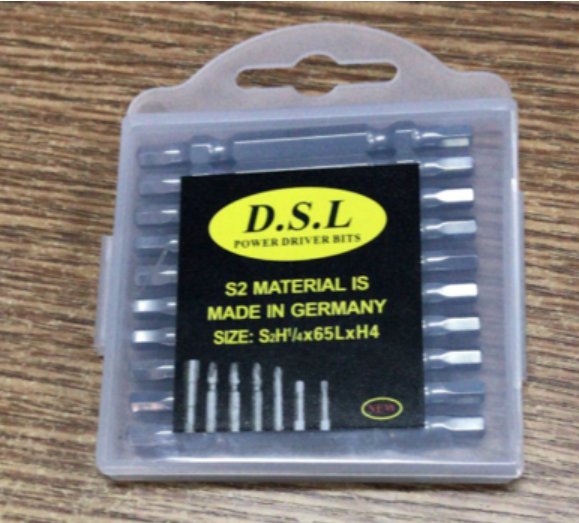 D.S.L
POWER DRIVER BITS
S2 MATERIAL IS
MADE IN GERMANY
SIZE: S2H1/4x65LxH4
NEW